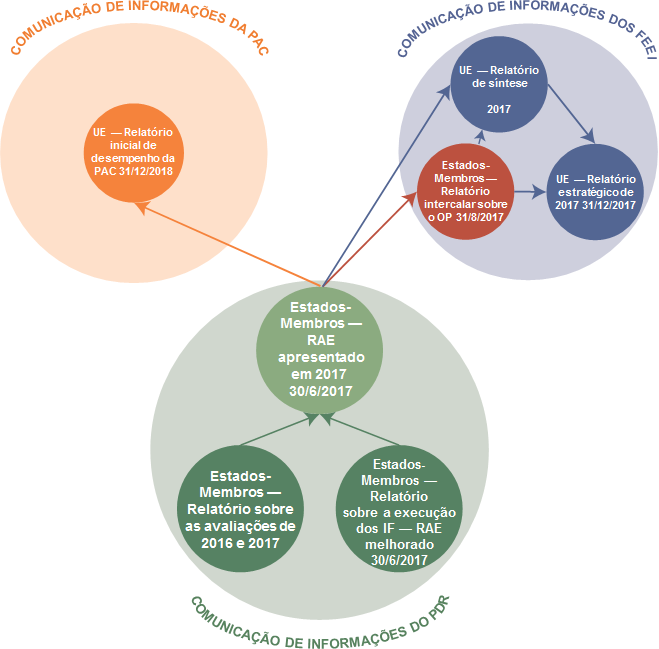 COMUNICAÇÃO DE INFORMAÇÕES DA PAC
UE — Relatório
inicial de
desempenho da
PAC 31/12/2018
COMUNICAÇÃO DE INFORMAÇÕES DOS FEEI
UE — Relatório
de síntese
2017
Estados-
Membros—
Relatório
intercalar sobre
o OP 31/8/2017
UE — Relatório
estratégico de
2017 31/12/2017
Estados-
Membros —
RAE
apresentado
em 2017
30/6/2017
Estados-
Membros —
Relatório sobre
as avaliações de
2016 e 2017
Estados-
Membros —
Relatório
sobre a execução
dos IF — RAE
melhorado
30/6/2017
COMUNICAÇÃO DE INFORMAÇÕES DO PDR